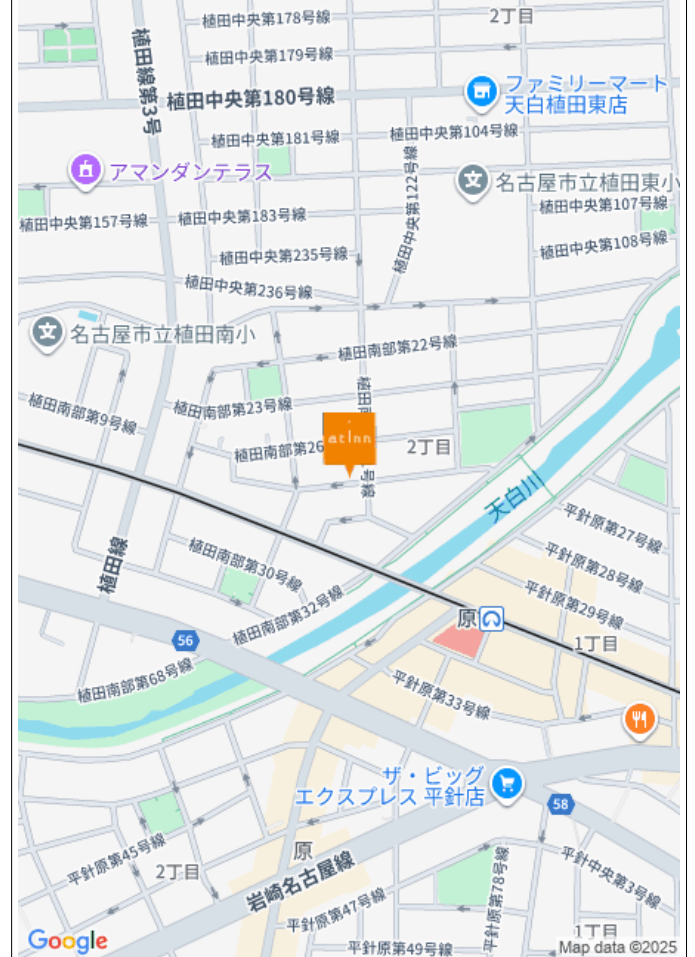 植田中央第178号線
2丁目
植田線第3号
植田中央第179号線
ファミリーマート
天白植田東店
植田中央第180号線
植田中央第181号線
植田中央第104号線
アマンダンテラス
植田中央第122号線
名古屋市立植田東小
植田中央第157号線
植田中央第183号線
植田中央第107号線
植田中央第235号線
植田中央第108号線
植田中央第236号線
名古屋市立植田南小
植田南部第22号線
植田南部第9号線
植田南部第23号線
atinn
植田南部第26
2丁目
号線
天白川
平針原第27号線
植田線
植田南部第30号線
平針原第28号線
平針原第29号線
植田南部第32号線
原
56
1丁目
植田南部第68号線
平針原第33号線
ザ・ビッグ
エクスプレス 平針店
58
平針原第45号線
原
2丁目
岩崎名古屋線
平針原第78号線
平針中央第3号線
平針原第47号線
1丁目
平針原第49号線
Google
Map data ©2025